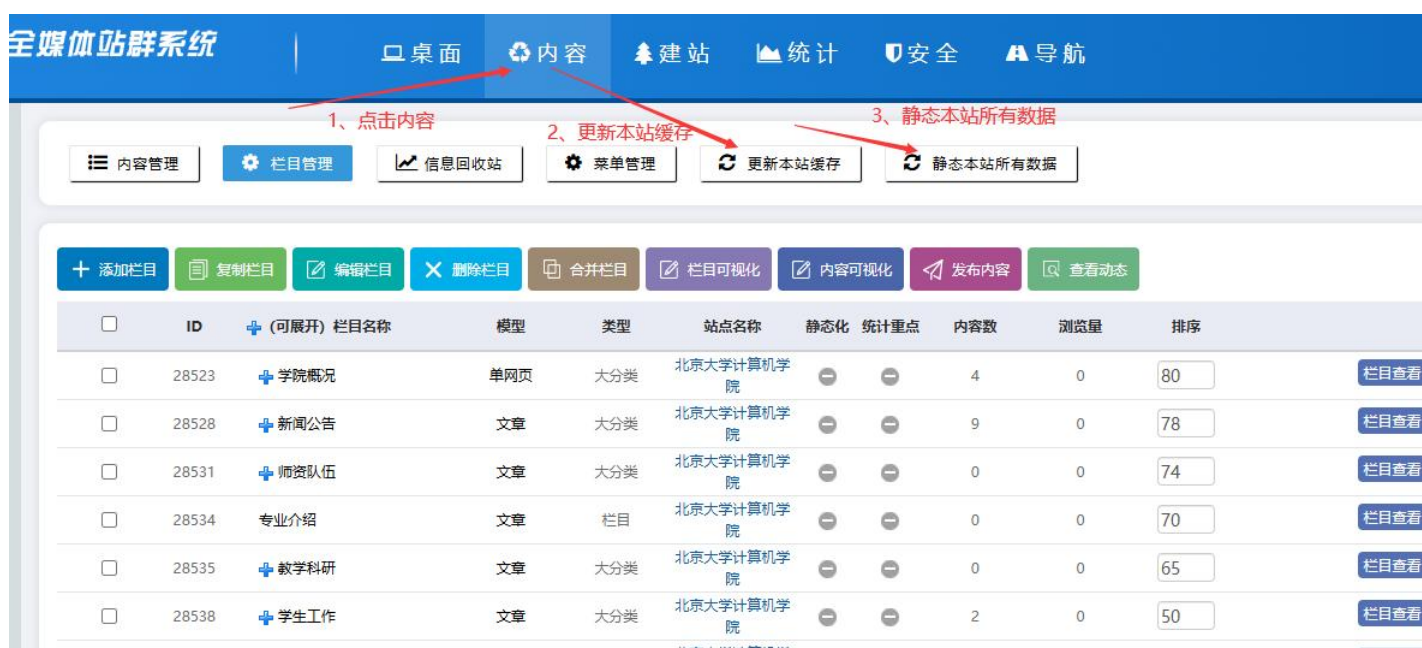 全媒体站群系统
桌面 内容 建站 统计 安全 导航
1、点击内容
2、更新本站缓存
3、静态本站所有数据
内容管理 栏目管理 信息回收站 菜单管理 更新本站缓存 静态本站所有数据
添加栏目 复制栏目 编辑栏目 删除栏目 合并栏目 栏目可视化 内容可视化 发布内容 查看动态
ID (可展开) 栏目名称 模型 类型 站点名称 静态化 统计重点 内容数 浏览量 排序
28523 学院概况 单网页 大分类 北京大学计算机学院 4 0 80 栏目查看
28528 新闻公告 文章 大分类 北京大学计算机学院 9 0 78 栏目查看
28531 师资队伍 文章 大分类 北京大学计算机学院 0 0 74 栏目查看
28534 专业介绍 文章 栏目 北京大学计算机学院 0 0 70 栏目查看
28535 教学科研 文章 大分类 北京大学计算机学院 0 0 65 栏目查看
28538 学生工作 文章 大分类 北京大学计算机学院 2 0 50 栏目查看